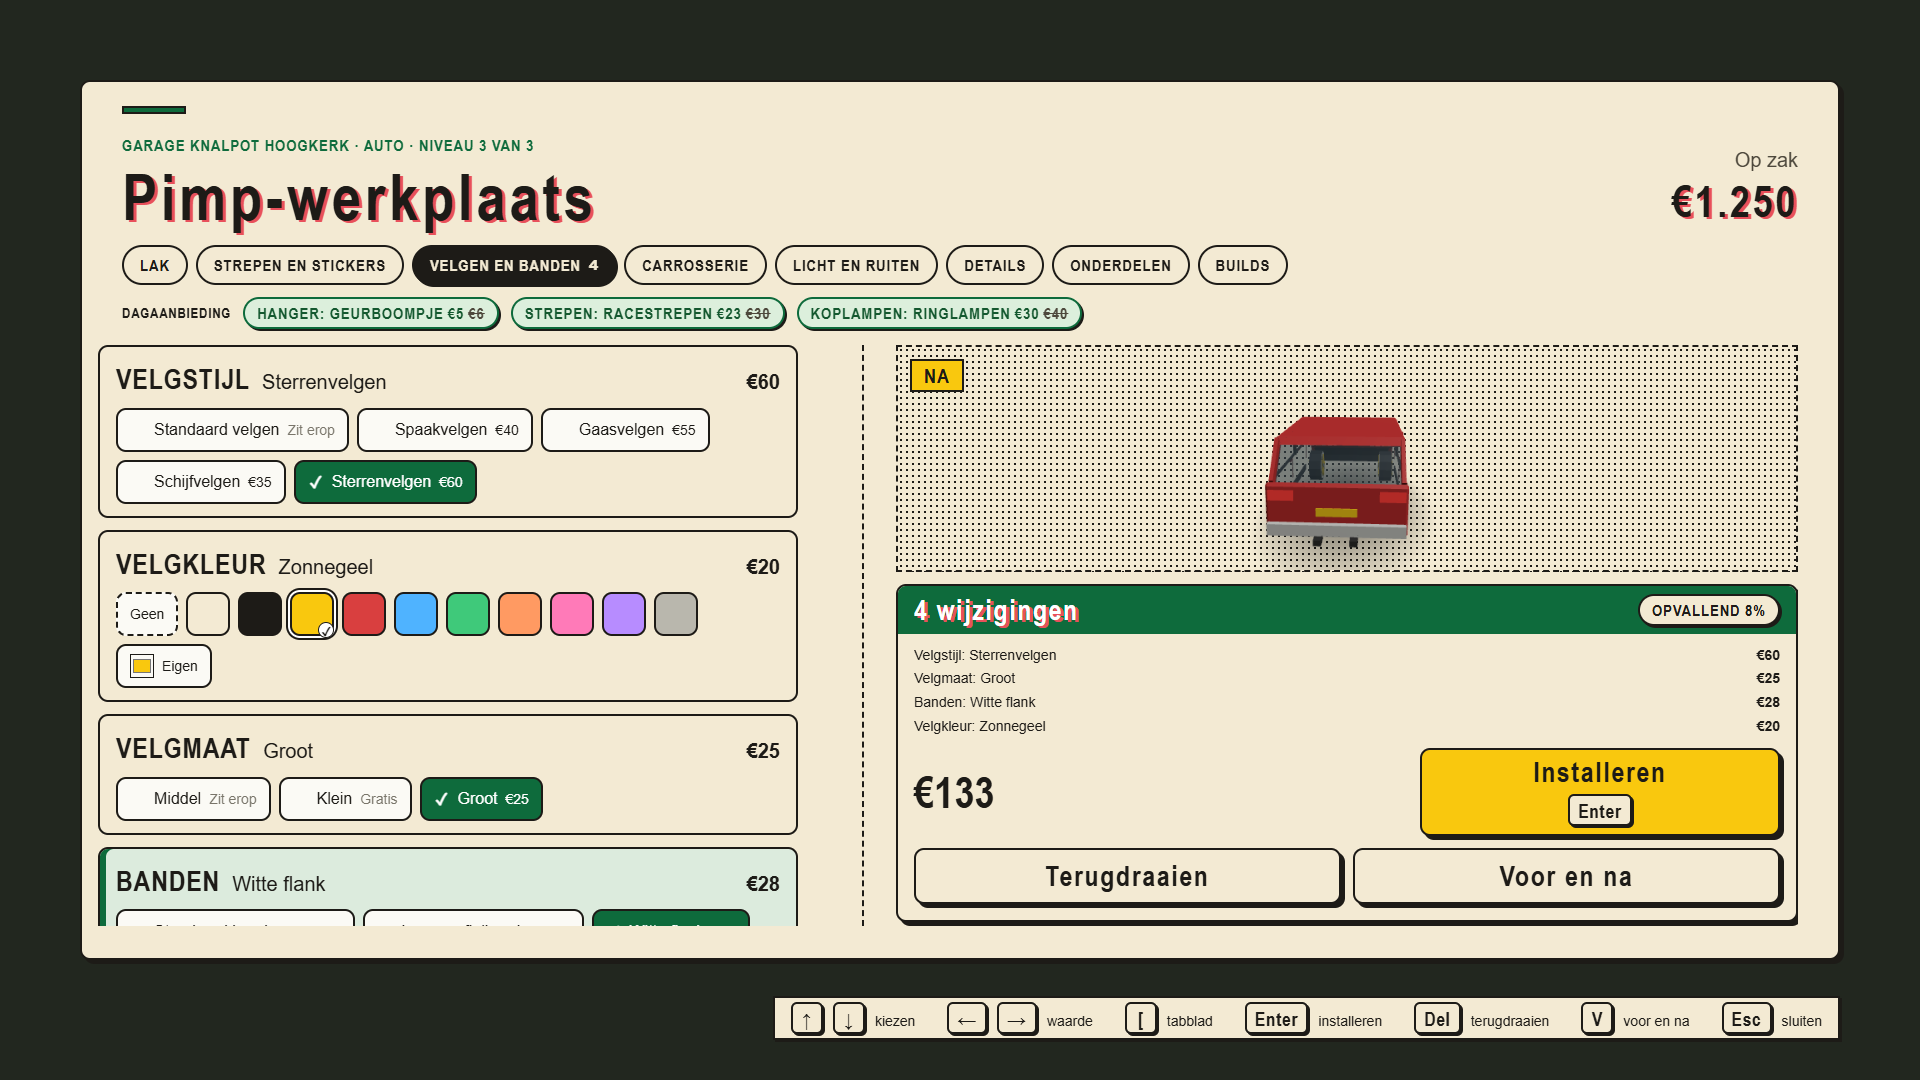 GARAGE KNALPOT HOOGKERK · AUTO · NIVEAU 3 VAN 3
Pimp-werkplaats
Op zak
€1.250
LAK
STREPEN EN STICKERS
VELGEN EN BANDEN 4
CARROSSERIE
LICHT EN RUITEN
DETAILS
ONDERDELEN
BUILDS
DAGAANBIEDING
HANGER: GEURBOOMPJE €5 €6
STREPEN: RACESTREPEN €23 €30
KOPLAMPEN: RINGLAMPEN €30 €40
VELGSTIJL Sterrenvelgen €60
Standaard velgen Zit erop
Spaakvelgen €40
Gaasvelgen €55
Schijfvelgen €35
✓ Sterrenvelgen €60
VELGKLEUR Zonnegeel €20
Geen
Eigen
VELGMAAT Groot €25
Middel Zit erop
Klein Gratis
✓ Groot €25
BANDEN Witte flank €28
NA
4 wijzigingen
OPVALLEND 8%
Velgstijl: Sterrenvelgen €60
Velgmaat: Groot €25
Banden: Witte flank €28
Velgkleur: Zonnegeel €20
€133
Installeren
Enter
Terugdraaien
Voor en na
↑ ↓ kiezen
← → waarde
[ tabblad
Enter installeren
Del terugdraaien
V voor en na
Esc sluiten